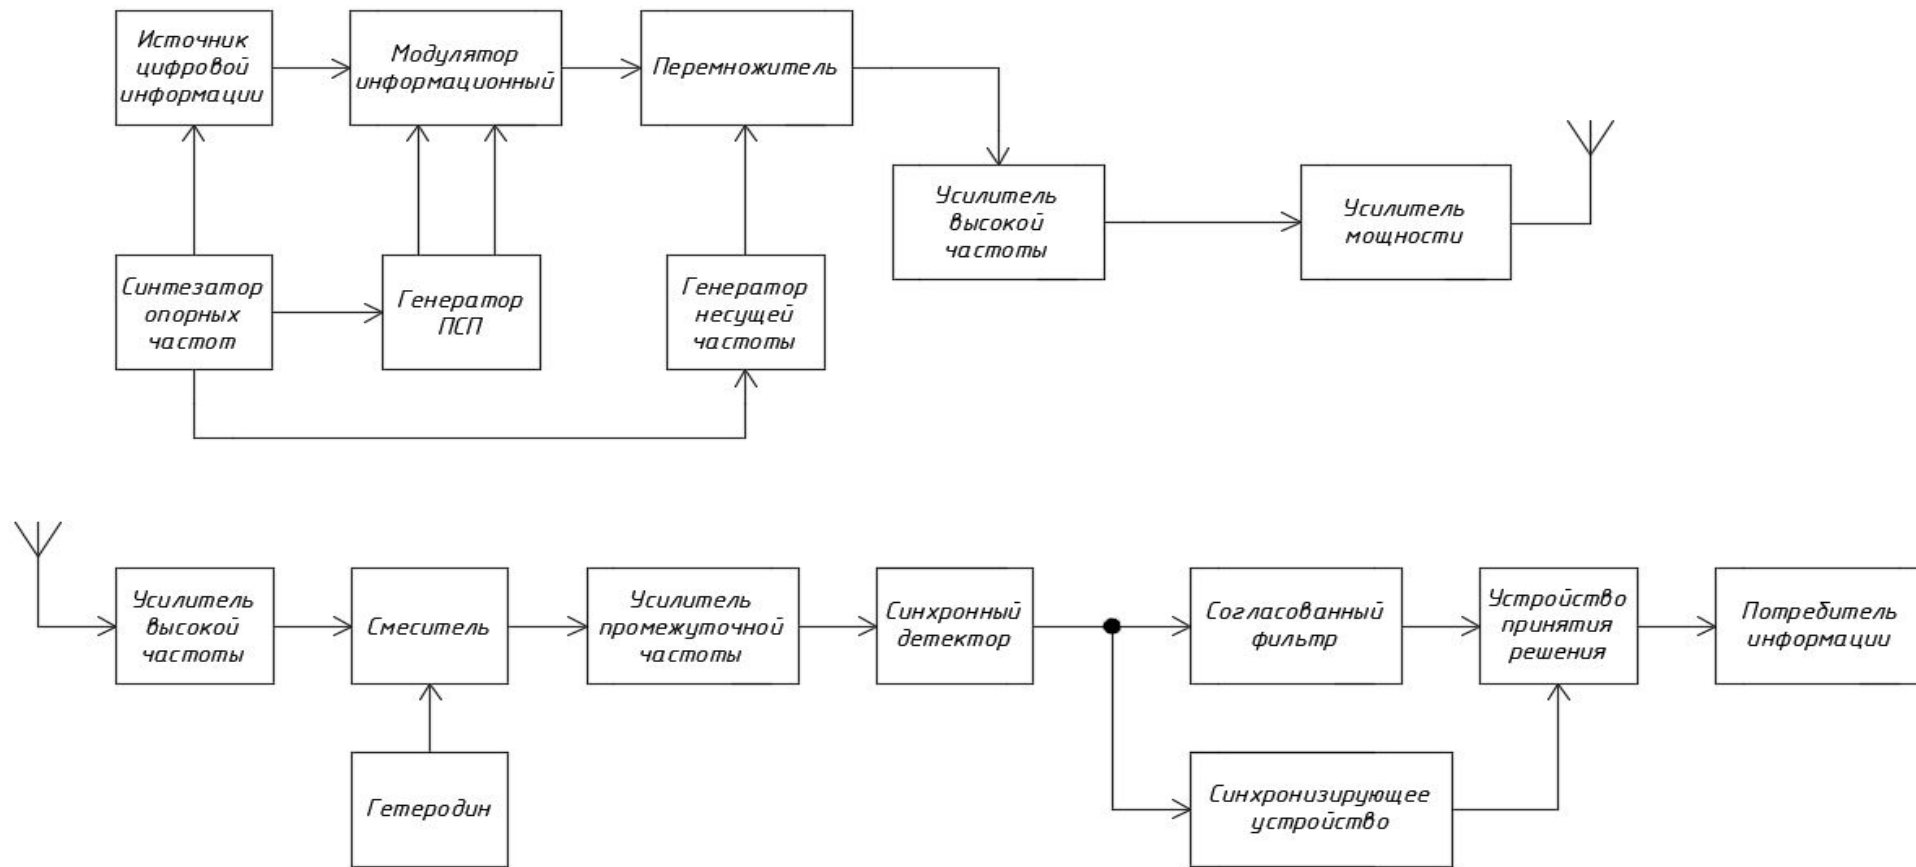 Источник
цифровой
информации
Модулятор
информационный
Перемножитель
Усилитель
высокой
частоты
Усилитель
мощности
Синтезатор
опорных
частот
Генератор
ПСП
Генератор
несущей
частоты
Усилитель
высокой
частоты
Смеситель
Усилитель
промежуточной
частоты
Синхронный
детектор
Согласованный
фильтр
Устройство
принятия
решения
Потребитель
информации
Гетеродин
Синхронизирующее
устройство